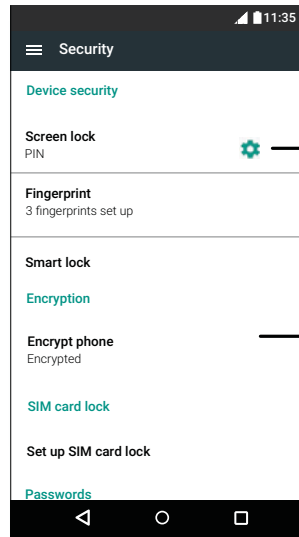 11:35
Security
Device security
Screen lock
PIN
Fingerprint
3 fingerprints set up
Smart lock
Encryption
Encrypt phone
Encrypted
SIM card lock
Set up SIM card lock
Passwords